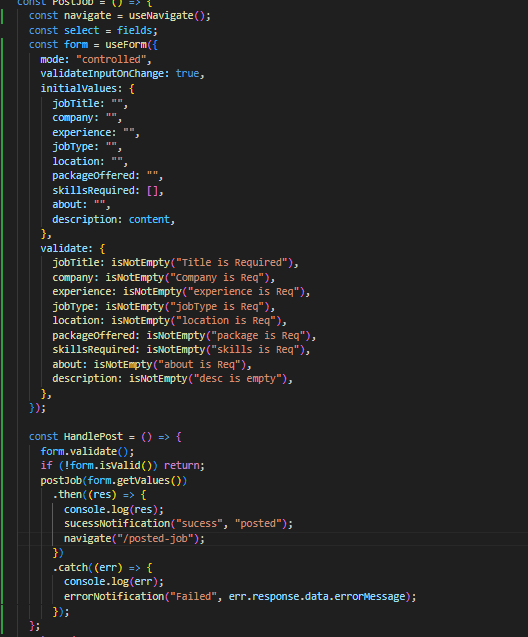 const PostJob = () => {
const navigate = useNavigate();
const select = fields;
const form = useForm({
mode: "controlled",
validateInputOnChange: true,
initialValues: {
jobTitle: "",
company: "",
experience: "",
jobType: "",
location: "",
packageOffered: "",
skillsRequired: [],
about: "",
description: content,
},
validate: {
jobTitle: isNotEmpty("Title is Required"),
company: isNotEmpty("Company is Req"),
experience: isNotEmpty("experience is Req"),
jobType: isNotEmpty("jobType is Req"),
location: isNotEmpty("location is Req"),
packageOffered: isNotEmpty("package is Req"),
skillsRequired: isNotEmpty("skills is Req"),
about: isNotEmpty("about is Req"),
description: isNotEmpty("desc is empty"),
},
});
const HandlePost = () => {
form.validate();
if (!form.isValid()) return;
postJob(form.getValues())
.then((res) => {
console.log(res);
sucessNotification("sucess", "posted");
navigate("/posted-job");
})
.catch((err) => {
console.log(err);
errorNotification("Failed", err.response.data.errorMessage);
});
};